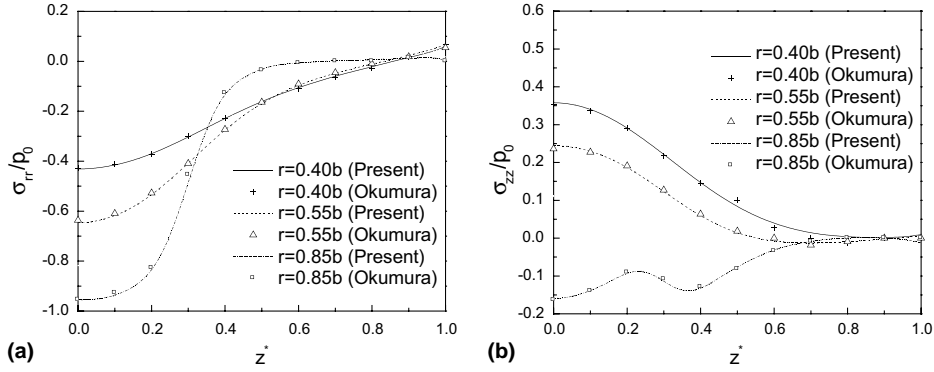 σrr/p0
0.0
-0.2
-0.4
-0.6
-0.8
-1.0
r=0.40b (Present)
r=0.40b (Okumura)
r=0.55b (Present)
r=0.55b (Okumura)
r=0.85b (Present)
r=0.85b (Okumura)
0.0 0.2 0.4 0.6 0.8 1.0
(a)
z*
σzz/p0
0.6
0.5
0.4
0.3
0.2
0.1
0.0
-0.1
-0.2
r=0.40b (Present)
r=0.40b (Okumura)
r=0.55b (Present)
r=0.55b (Okumura)
r=0.85b (Present)
r=0.85b (Okumura)
0.0 0.2 0.4 0.6 0.8 1.0
(b)
z*